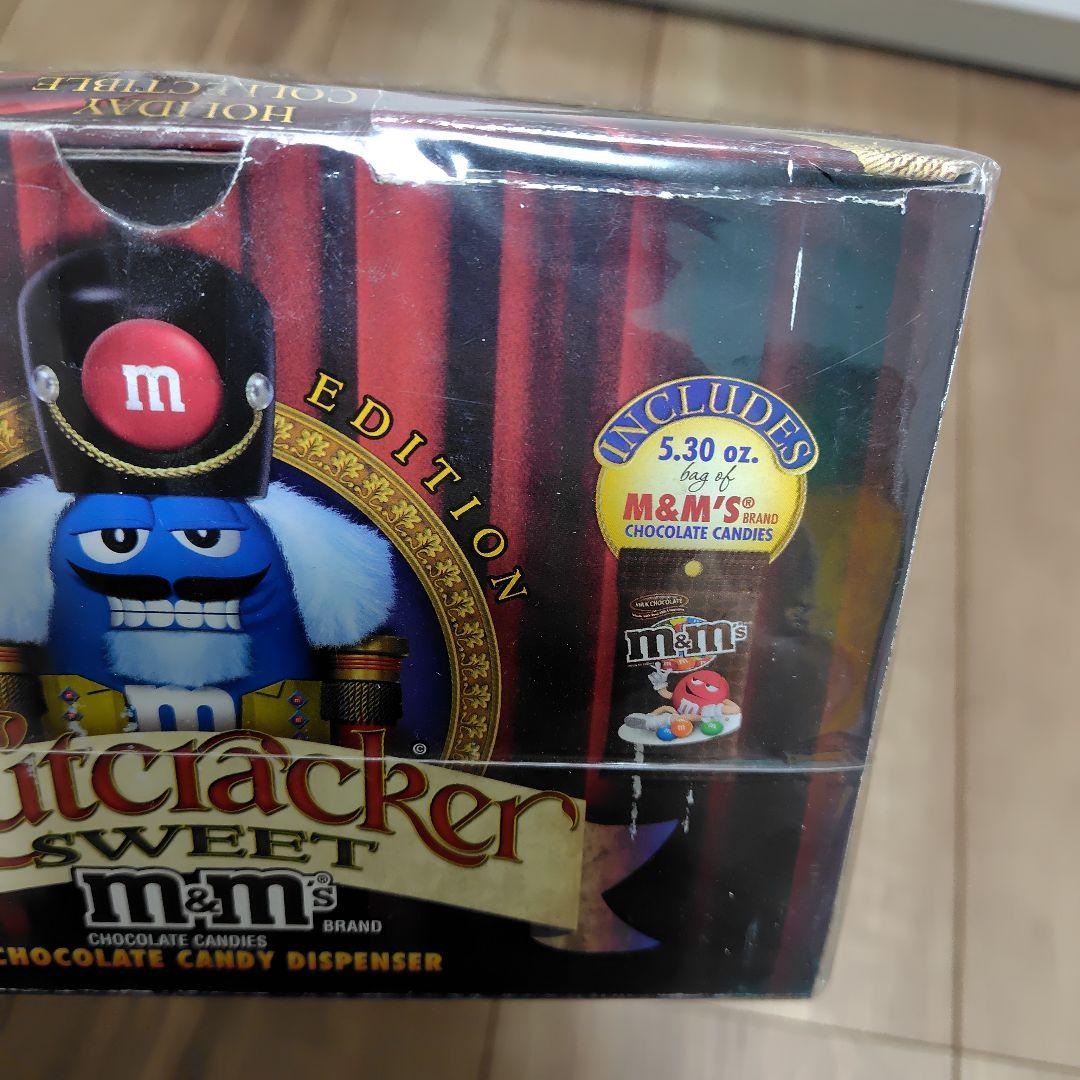 HOLIDAY
COLLECTIBLE
m
EDITION
INCLUDES
5.30 oz.
bag of
M&M'S® BRAND
CHOCOLATE CANDIES
MILK CHOCOLATE
m&m's
m
utcracker ©
SWEET
m&m's®
BRAND
CHOCOLATE CANDIES
CHOCOLATE CANDY DISPENSER